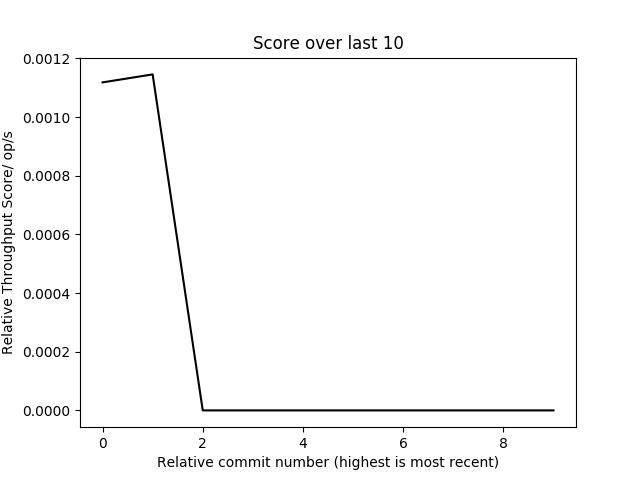 Score over last 10
0.0012
0.0010
0.0008
0.0006
0.0004
0.0002
0.0000
Relative Throughput Score/ op/s
0 2 4 6 8
Relative commit number (highest is most recent)